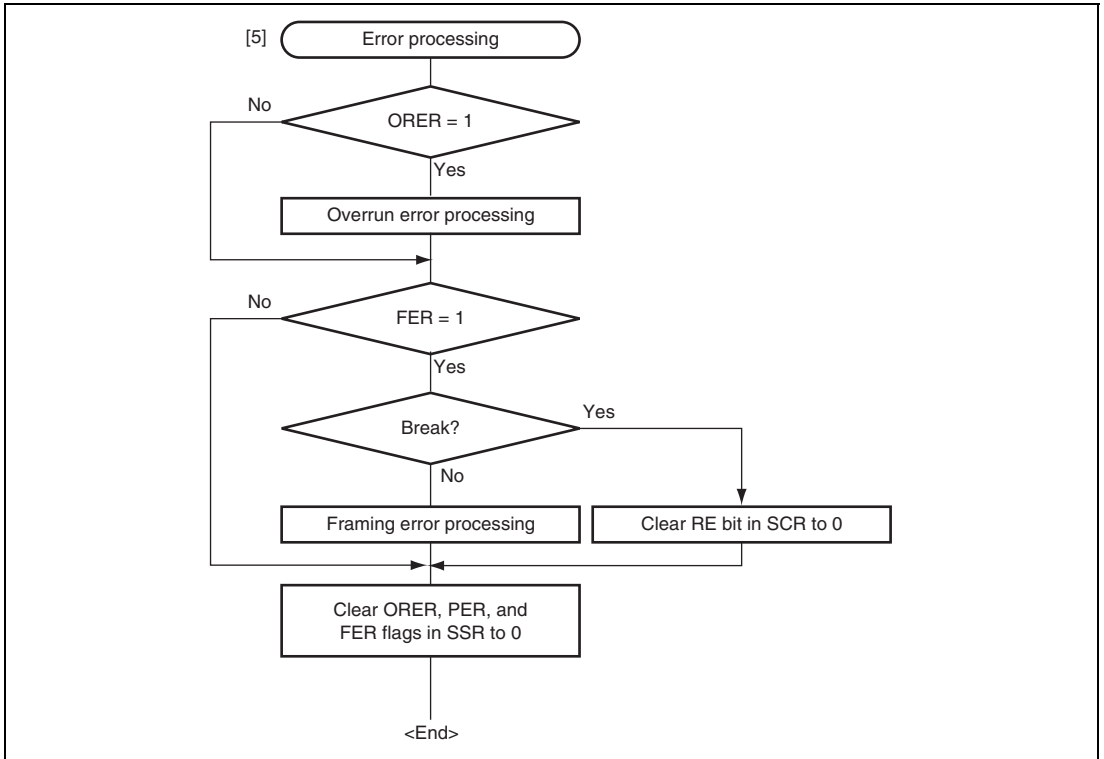 [5] Error processing
No
ORER = 1
Yes
Overrun error processing
No
FER = 1
Yes
Break?
Yes
No
Framing error processing
Clear RE bit in SCR to 0
Clear ORER, PER, and
FER flags in SSR to 0
<End>